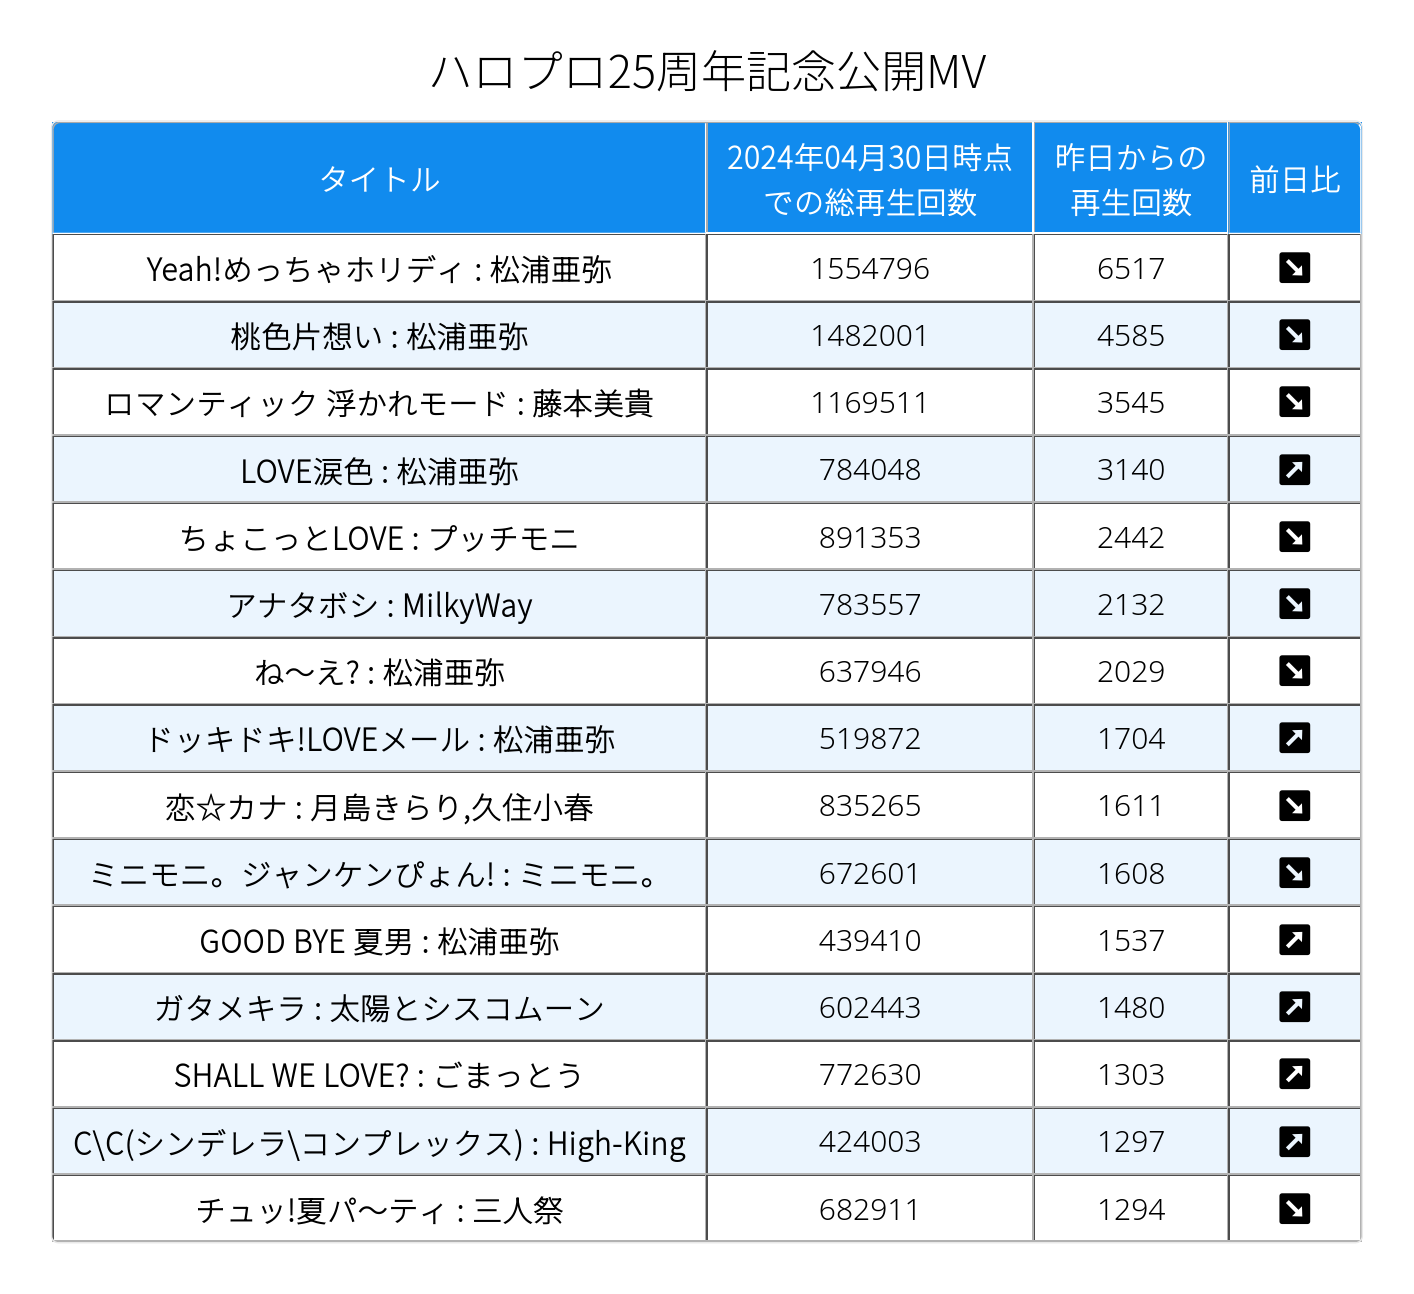 ハロプロ25周年記念公開MV
タイトル 2024年04月30日時点での総再生回数 昨日からの再生回数 前日比
Yeah!めっちゃホリディ : 松浦亜弥 1554796 6517 ↘
桃色片想い : 松浦亜弥 1482001 4585 ↘
ロマンティック 浮かれモード : 藤本美貴 1169511 3545 ↘
LOVE涙色 : 松浦亜弥 784048 3140 ↗
ちょこっとLOVE : プッチモニ 891353 2442 ↘
アナタボシ : MilkyWay 783557 2132 ↘
ね～え? : 松浦亜弥 637946 2029 ↘
ドッキドキ!LOVEメール : 松浦亜弥 519872 1704 ↗
恋☆カナ : 月島きらり,久住小春 835265 1611 ↘
ミニモニ。ジャンケンぴょん! : ミニモニ。 672601 1608 ↘
GOOD BYE 夏男 : 松浦亜弥 439410 1537 ↗
ガタメキラ : 太陽とシスコムーン 602443 1480 ↗
SHALL WE LOVE? : ごまっとう 772630 1303 ↗
C\C(シンデレラ\コンプレックス) : High-King 424003 1297 ↗
チュッ!夏パ～ティ : 三人祭 682911 1294 ↘